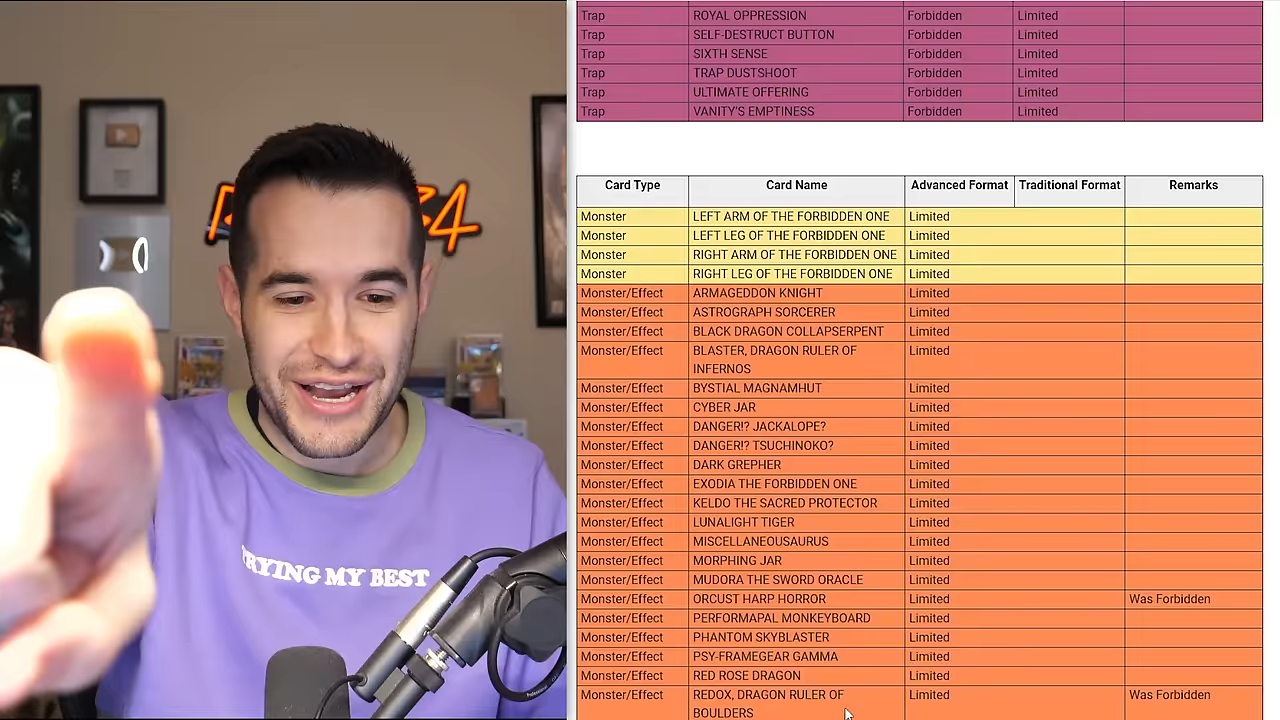 Trap ROYAL OPPRESSION Forbidden Limited
Trap SELF-DESTRUCT BUTTON Forbidden Limited
Trap SIXTH SENSE Forbidden Limited
Trap TRAP DUSTSHOOT Forbidden Limited
Trap ULTIMATE OFFERING Forbidden Limited
Trap VANITY'S EMPTINESS Forbidden Limited
Card Type Card Name Advanced Format Traditional Format Remarks
Monster LEFT ARM OF THE FORBIDDEN ONE Limited
Monster LEFT LEG OF THE FORBIDDEN ONE Limited
Monster RIGHT ARM OF THE FORBIDDEN ONE Limited
Monster RIGHT LEG OF THE FORBIDDEN ONE Limited
Monster/Effect ARMAGEDDON KNIGHT Limited
Monster/Effect ASTROGRAPH SORCERER Limited
Monster/Effect BLACK DRAGON COLLAPSERPENT Limited
Monster/Effect BLASTER, DRAGON RULER OF Limited
INFERNOS
Monster/Effect BYSTIAL MAGNAMHUT Limited
Monster/Effect CYBER JAR Limited
Monster/Effect DANGER!? JACKALOPE? Limited
Monster/Effect DANGER!? TSUCHINOKO? Limited
Monster/Effect DARK GREPHER Limited
Monster/Effect EXODIA THE FORBIDDEN ONE Limited
Monster/Effect KELDO THE SACRED PROTECTOR Limited
Monster/Effect LUNALIGHT TIGER Limited
Monster/Effect MISCELLANEOUSAURUS Limited
Monster/Effect MORPHING JAR Limited
Monster/Effect MUDORA THE SWORD ORACLE Limited
Monster/Effect ORCUST HARP HORROR Limited Was Forbidden
Monster/Effect PERFORMAPAL MONKEYBOARD Limited
Monster/Effect PHANTOM SKYBLASTER Limited
Monster/Effect PSY-FRAMEGEAR GAMMA Limited
Monster/Effect RED ROSE DRAGON Limited
Monster/Effect REDOX, DRAGON RULER OF Limited Was Forbidden
BOULDERS
TRYING MY BEST